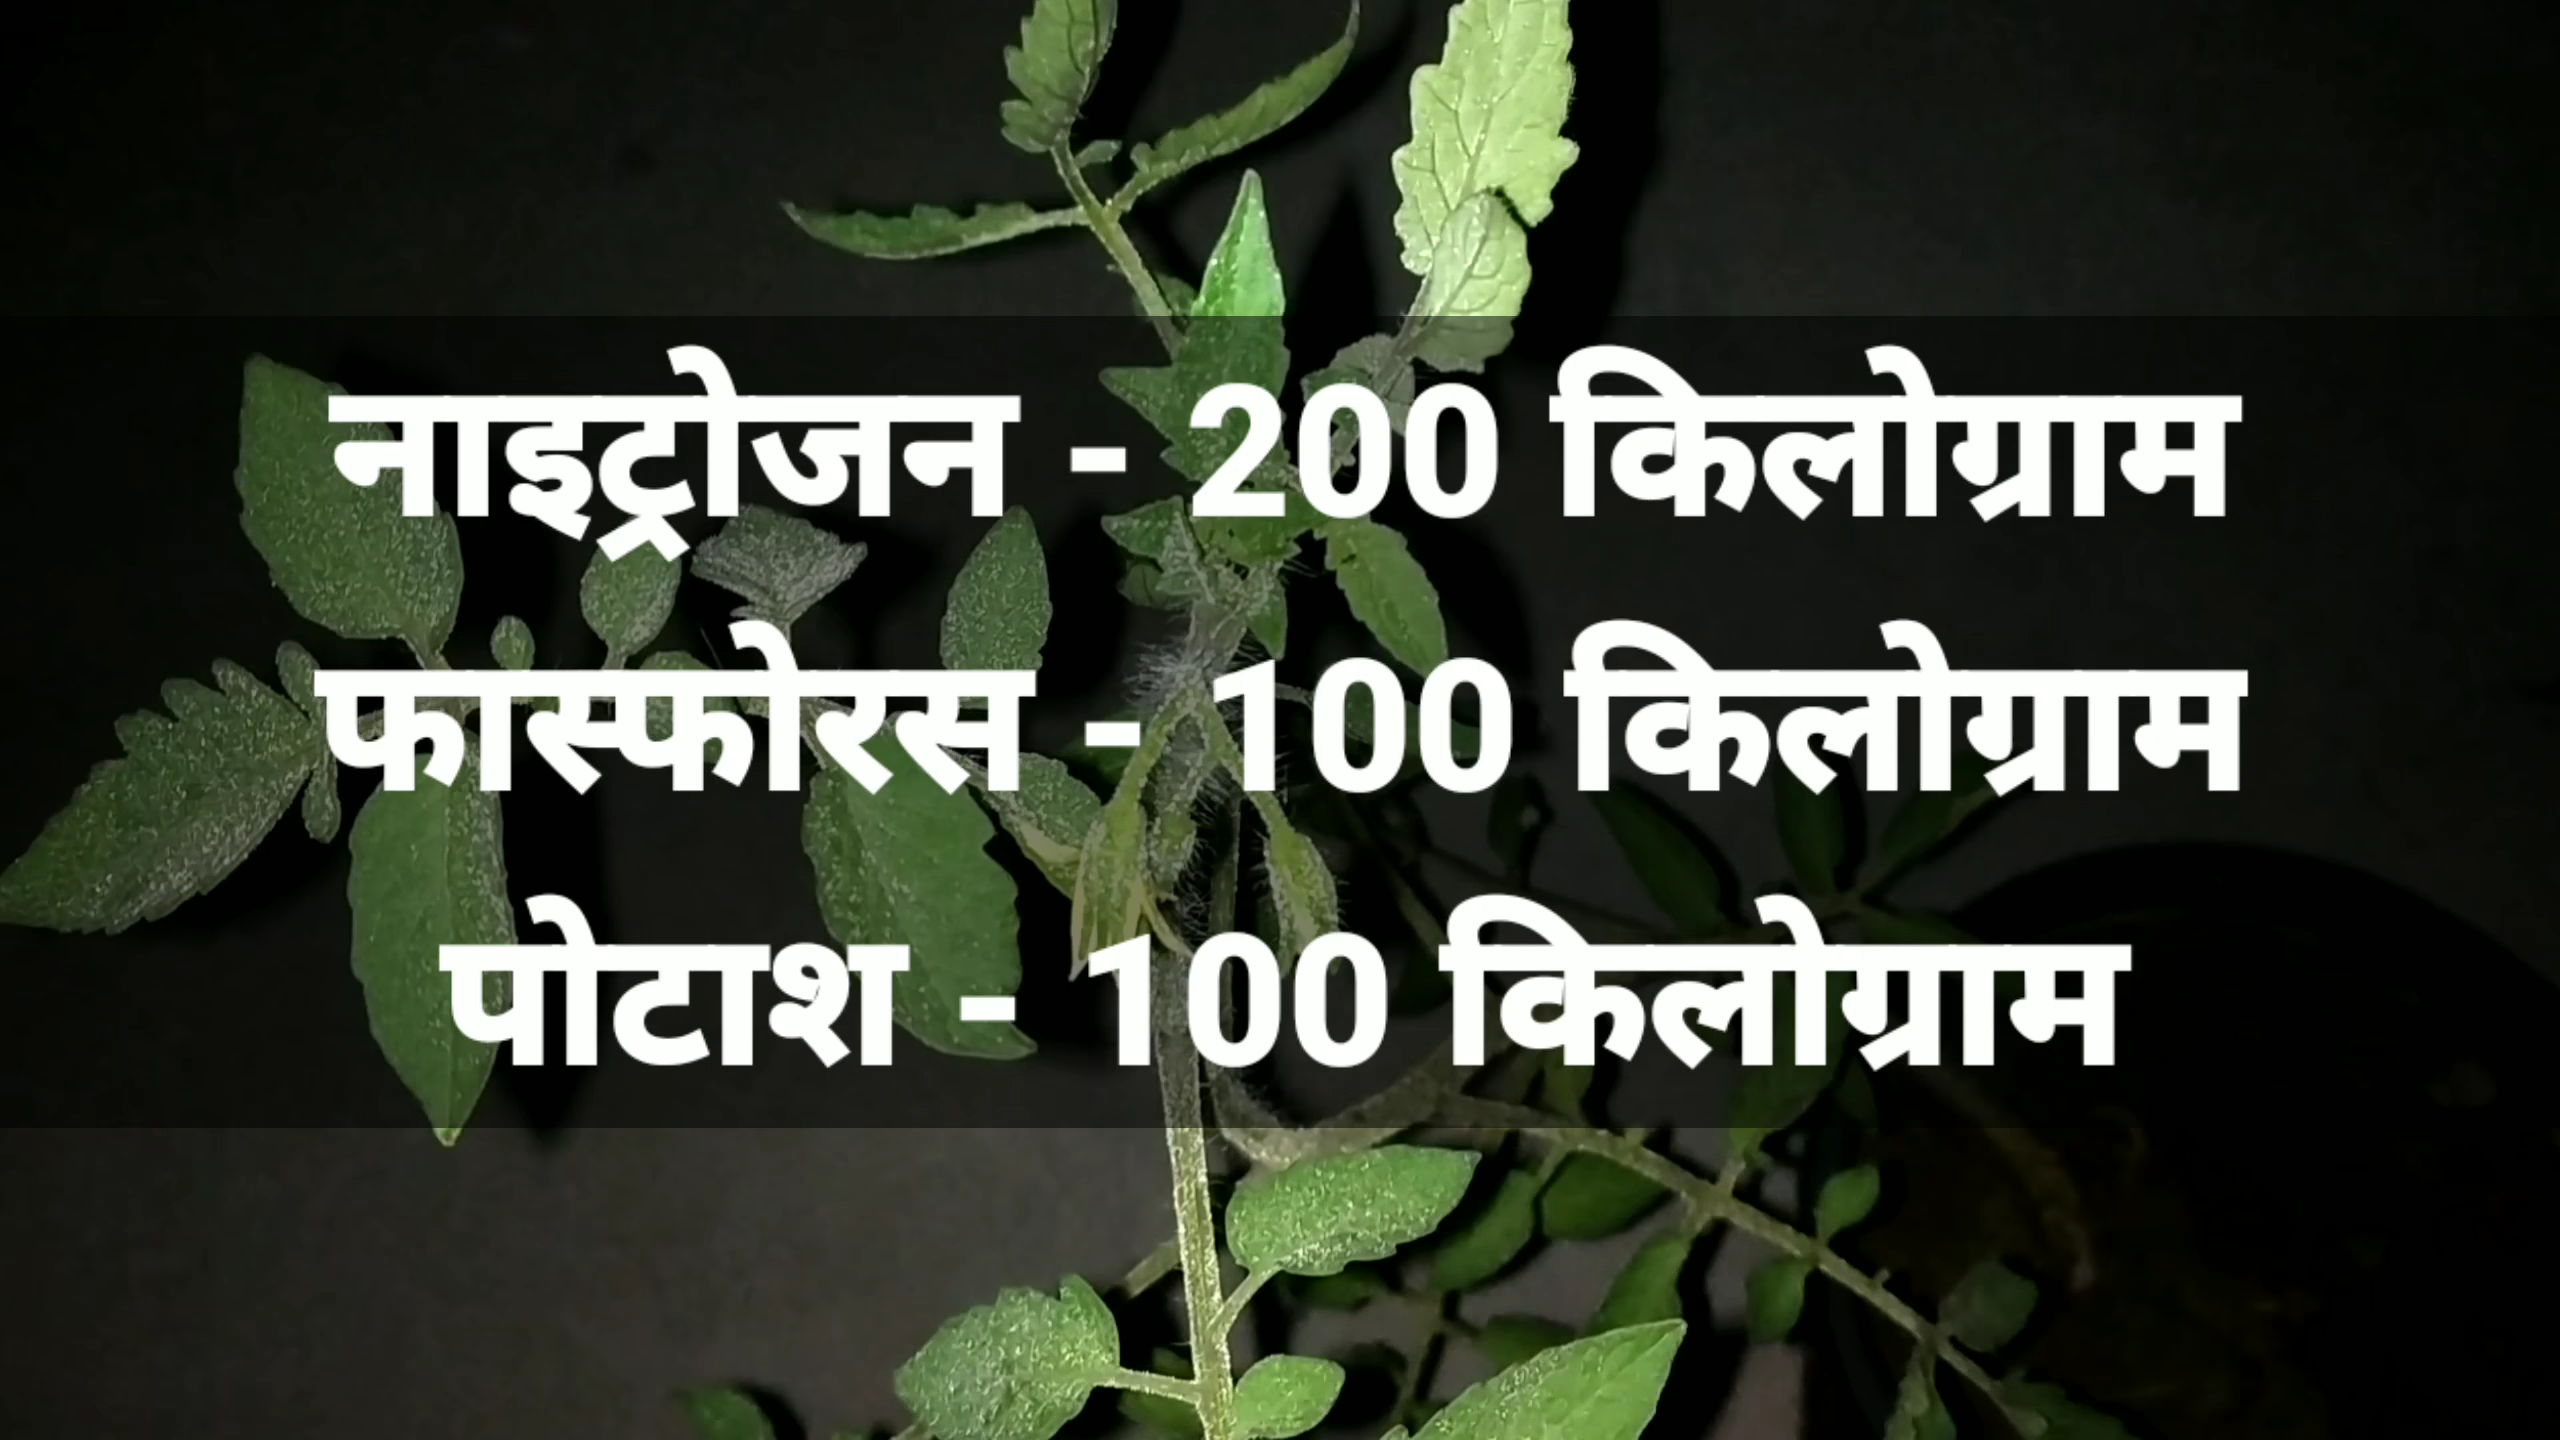 नाइट्रोजन - 200 किलोग्राम
फास्फोरस - 100 किलोग्राम
पोटाश - 100 किलोग्राम